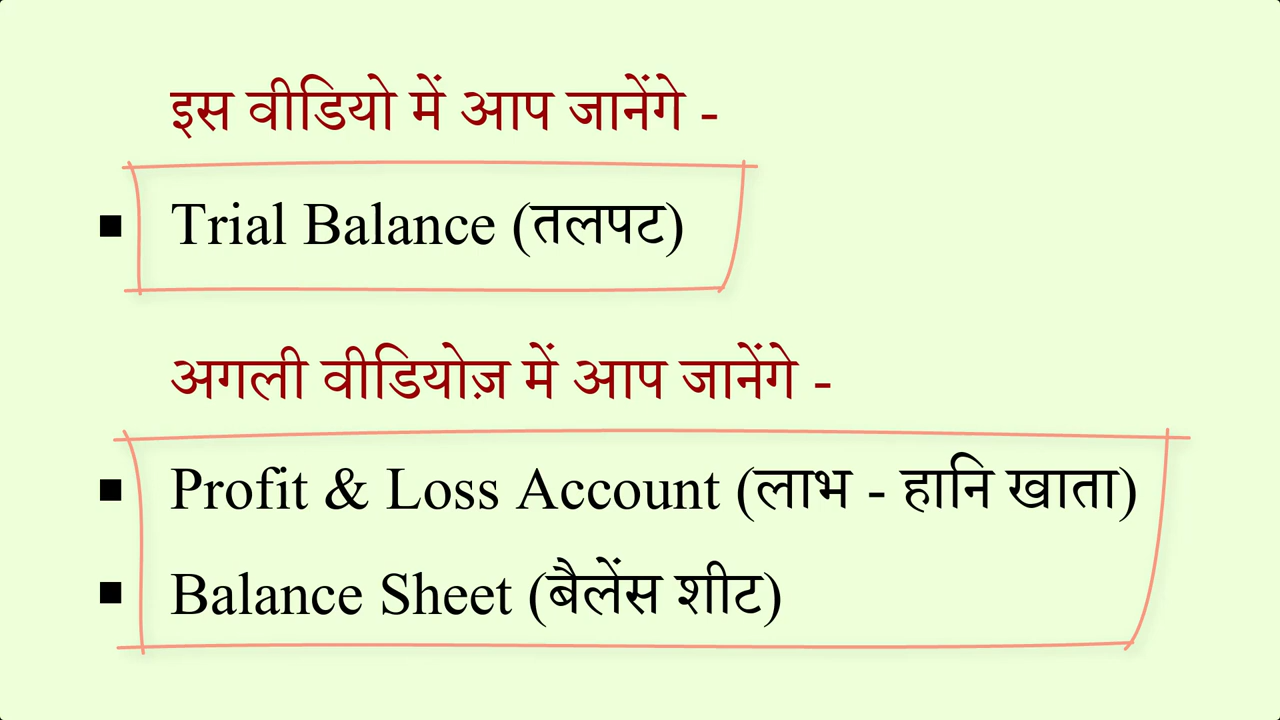 इस वीडियो में आप जानेंगे -
▪ Trial Balance (तलपट)
अगली वीडियोज़ में आप जानेंगे -
▪ Profit & Loss Account (लाभ - हानि खाता)
▪ Balance Sheet (बैलेंस शीट)